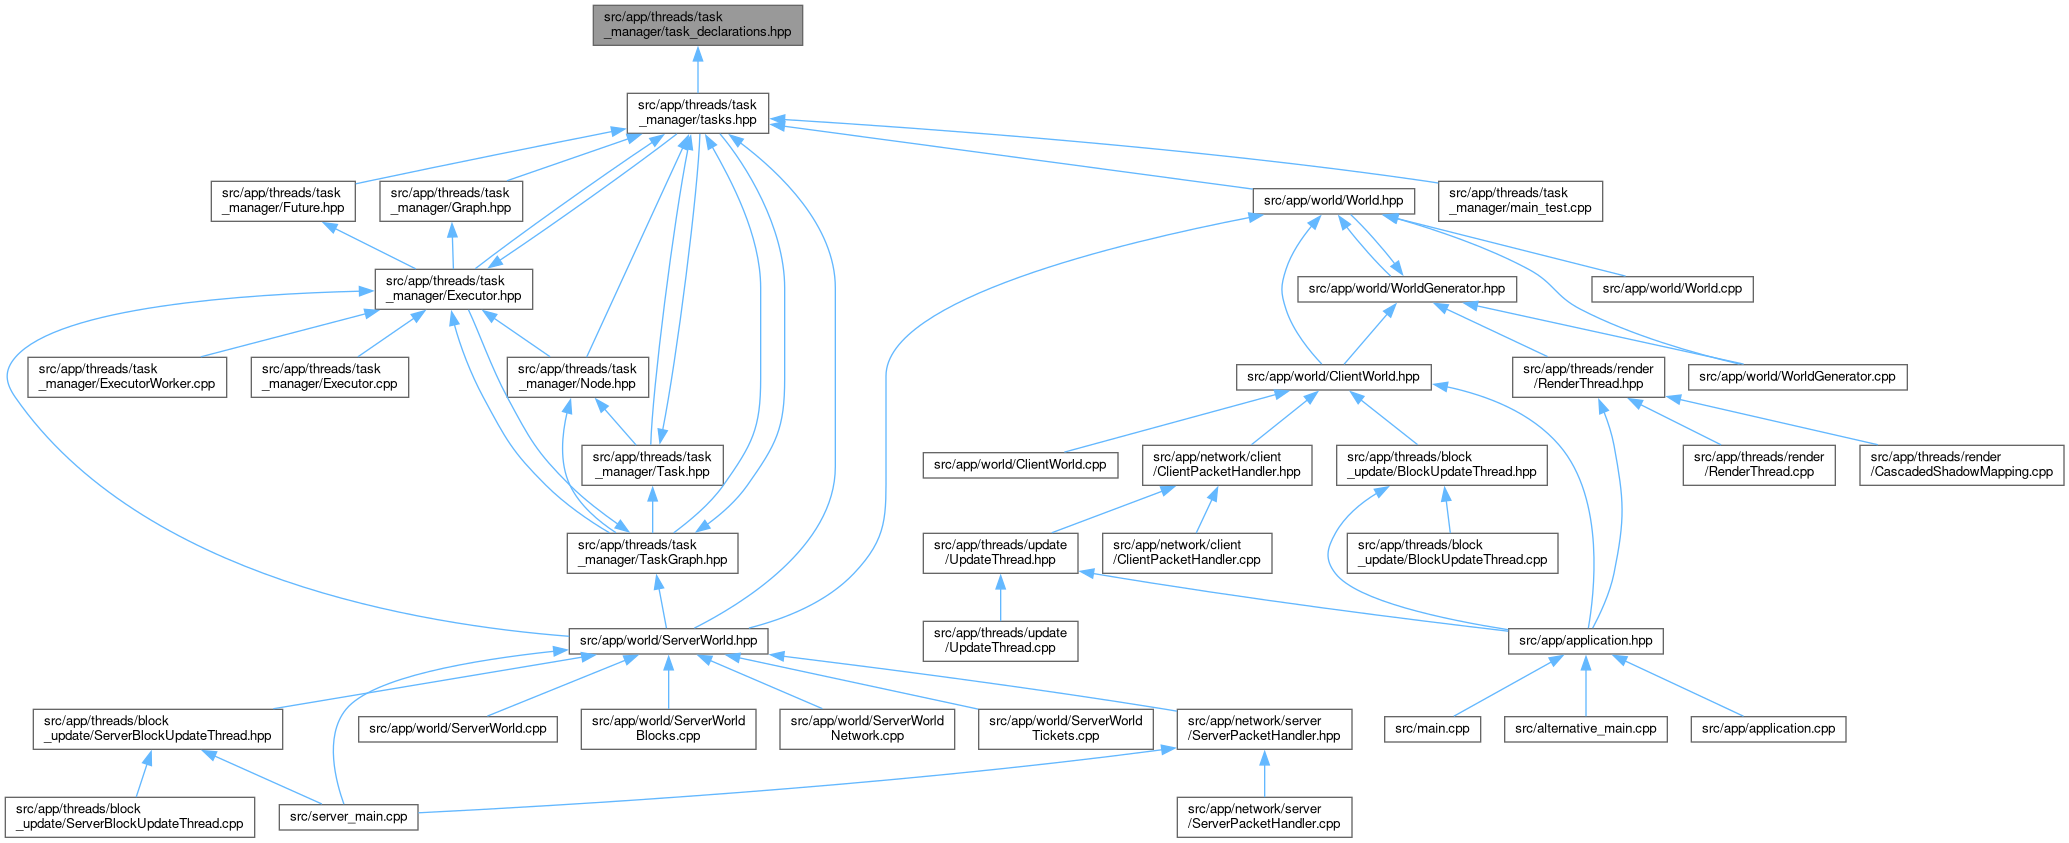 src/app/threads/task
_manager/task_declarations.hpp
src/app/threads/task
_manager/tasks.hpp
src/app/threads/task
_manager/Future.hpp
src/app/threads/task
_manager/Graph.hpp
src/app/world/World.hpp
src/app/threads/task
_manager/main_test.cpp
src/app/threads/task
_manager/Executor.hpp
src/app/world/WorldGenerator.hpp
src/app/world/World.cpp
src/app/threads/task
_manager/ExecutorWorker.cpp
src/app/threads/task
_manager/Executor.cpp
src/app/threads/task
_manager/Node.hpp
src/app/world/ClientWorld.hpp
src/app/threads/render
/RenderThread.hpp
src/app/world/WorldGenerator.cpp
src/app/threads/task
_manager/Task.hpp
src/app/world/ClientWorld.cpp
src/app/network/client
/ClientPacketHandler.hpp
src/app/threads/block
_update/BlockUpdateThread.hpp
src/app/threads/render
/RenderThread.cpp
src/app/threads/render
/CascadedShadowMapping.cpp
src/app/threads/task
_manager/TaskGraph.hpp
src/app/threads/update
/UpdateThread.hpp
src/app/network/client
/ClientPacketHandler.cpp
src/app/threads/block
_update/BlockUpdateThread.cpp
src/app/world/ServerWorld.hpp
src/app/threads/update
/UpdateThread.cpp
src/app/application.hpp
src/app/threads/block
_update/ServerBlockUpdateThread.hpp
src/app/world/ServerWorld.cpp
src/app/world/ServerWorld
Blocks.cpp
src/app/world/ServerWorld
Network.cpp
src/app/world/ServerWorld
Tickets.cpp
src/app/network/server
/ServerPacketHandler.hpp
src/main.cpp
src/alternative_main.cpp
src/app/application.cpp
src/app/threads/block
_update/ServerBlockUpdateThread.cpp
src/server_main.cpp
src/app/network/server
/ServerPacketHandler.cpp